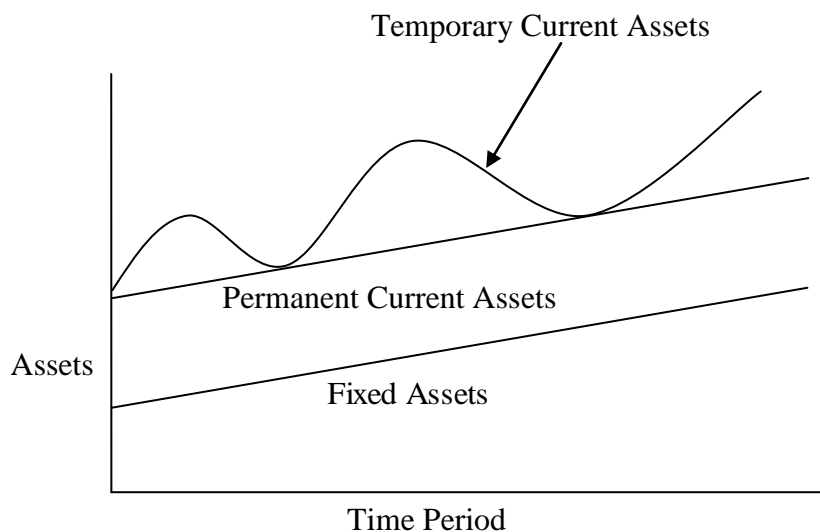 Temporary Current Assets
Permanent Current Assets
Assets
Fixed Assets
Time Period